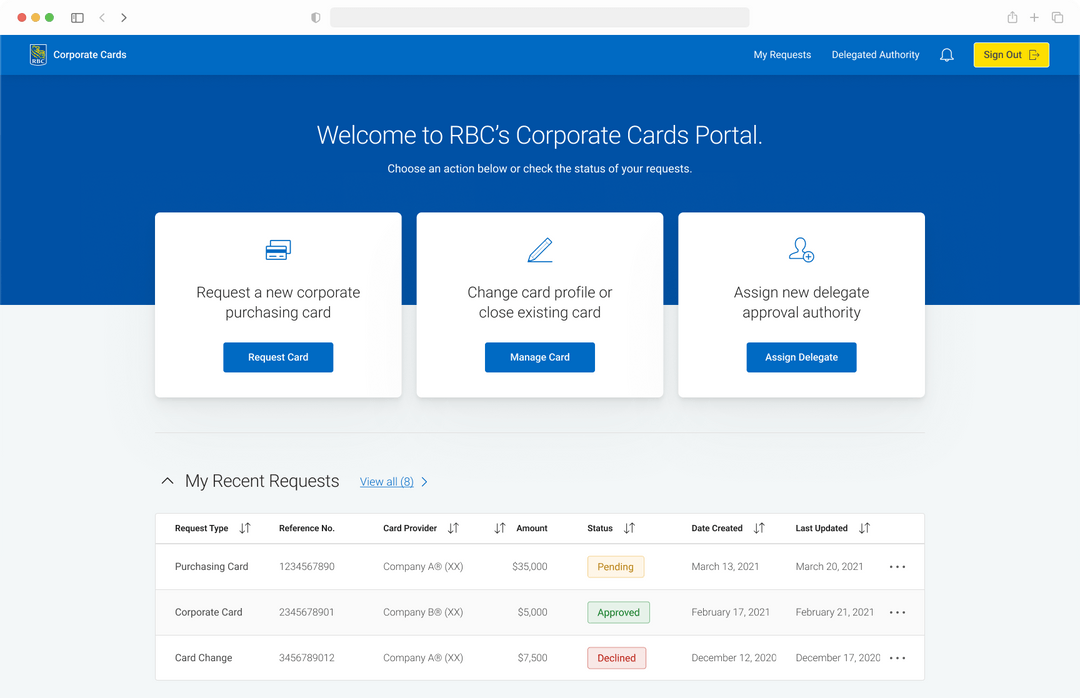 RBC
Corporate Cards
My Requests
Delegated Authority
Sign Out
Welcome to RBC's Corporate Cards Portal.
Choose an action below or check the status of your requests.
Request a new corporate
purchasing card
Request Card
Change card profile or
close existing card
Manage Card
Assign new delegate
approval authority
Assign Delegate
My Recent Requests View all (8)
Request Type Reference No. Card Provider Amount Status Date Created Last Updated
Purchasing Card 1234567890 Company A® (XX) $35,000 Pending March 13, 2021 March 20, 2021
Corporate Card 2345678901 Company B® (XX) $5,000 Approved February 17, 2021 February 21, 2021
Card Change 3456789012 Company A® (XX) $7,500 Declined December 12, 2020 December 17, 2020